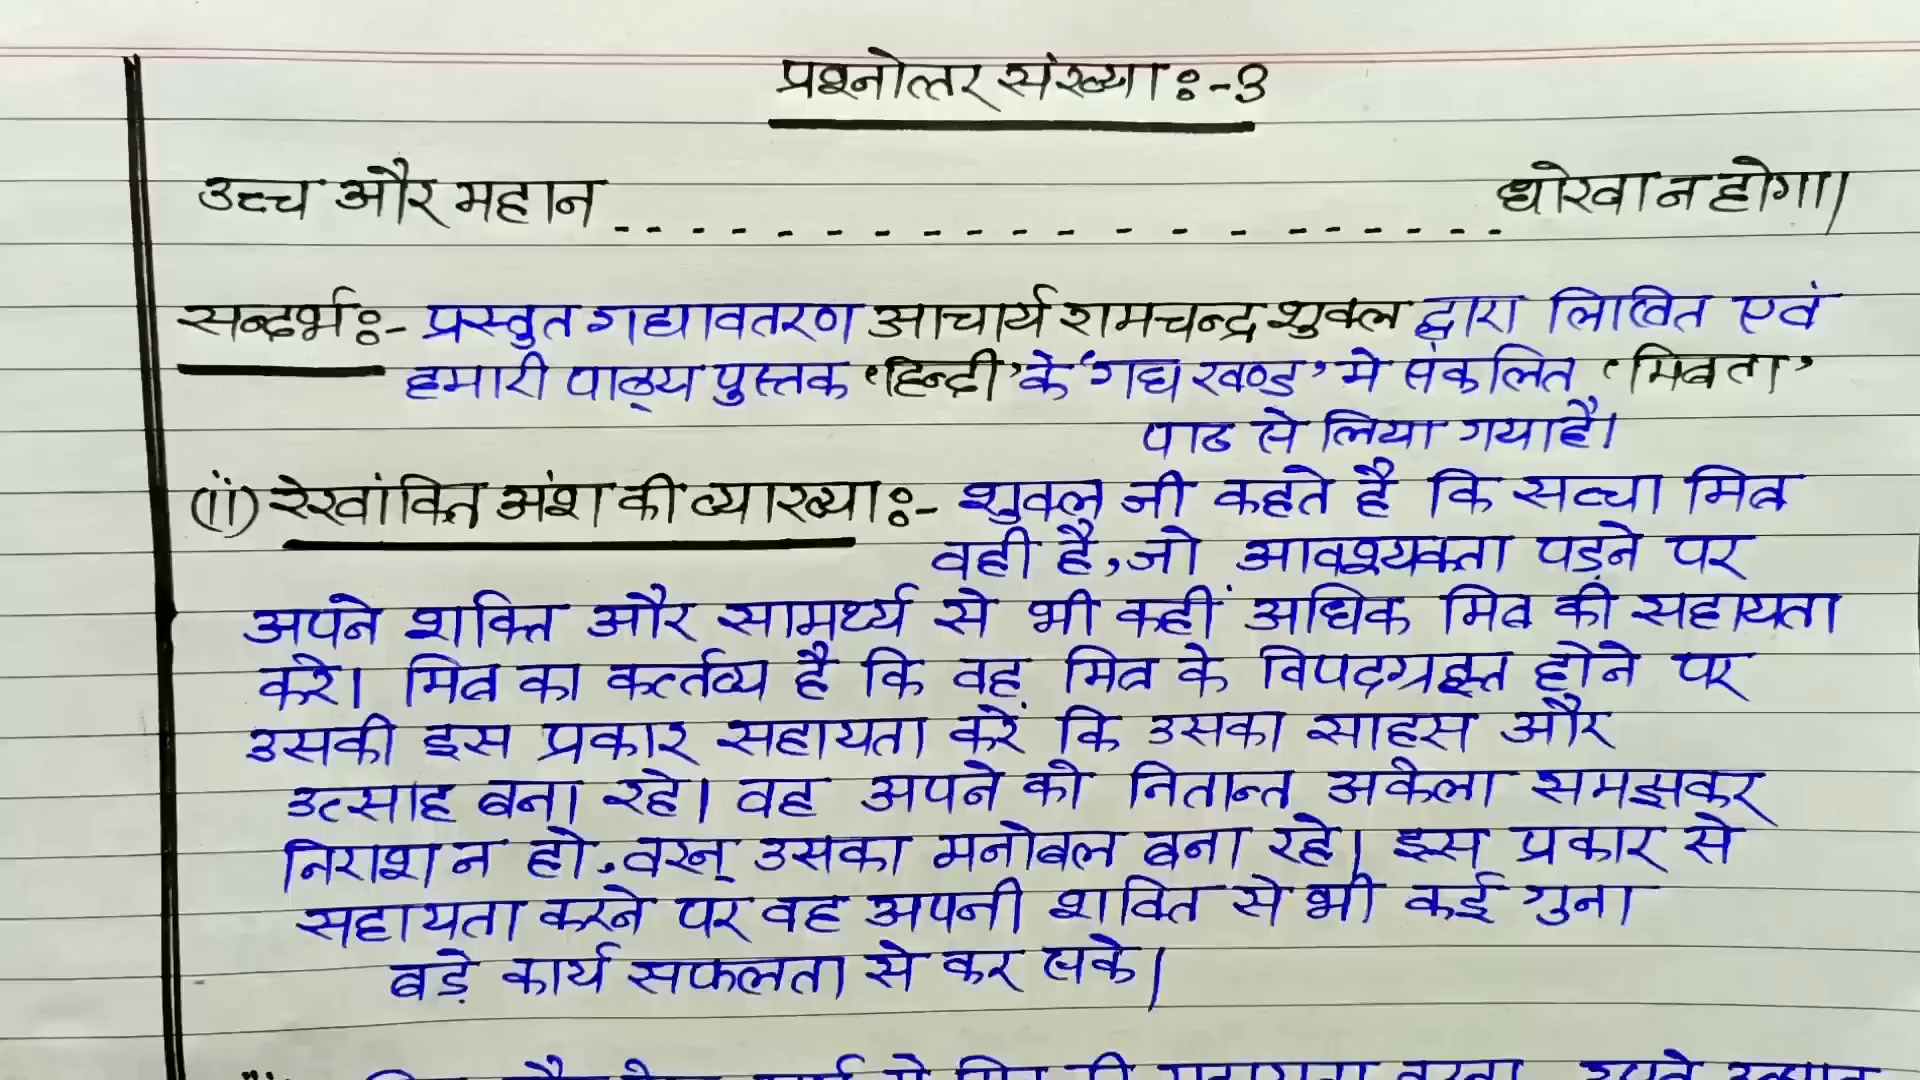 प्रश्नोत्तर संख्या:-3
उच्च और महान - - - - - - - - - - - - - - - - - - - - धोखा न होगा।
सन्दर्भ:- प्रस्तुत गद्यावतरण आचार्य रामचन्द्र शुक्ल द्वारा लिखित एवं
हमारी पाठ्य पुस्तक 'हिन्दी' के 'गद्य खण्ड' मे संकलित 'मित्रता'
पाठ से लिया गया है।
(ii) रेखांकित अंश की व्याख्या:- शुक्ल जी कहते है कि सच्चा मित्र
वही है, जो आवश्यकता पड़ने पर
अपने शक्ति और सामर्थ्य से भी कहीं अधिक मित्र की सहायता
करे। मित्र का कर्त्तव्य है कि वह मित्र के विपदग्रस्त होने पर
उसकी इस प्रकार सहायता करें कि उसका साहस और
उत्साह बना रहे। वह अपने को नितान्त अकेला समझकर
निराश न हो, वरन् उसका मनोबल बना रहे। इस प्रकार से
सहायता करने पर वह अपनी शक्ति से भी कई गुना
बड़े कार्य सफलता से कर सके।